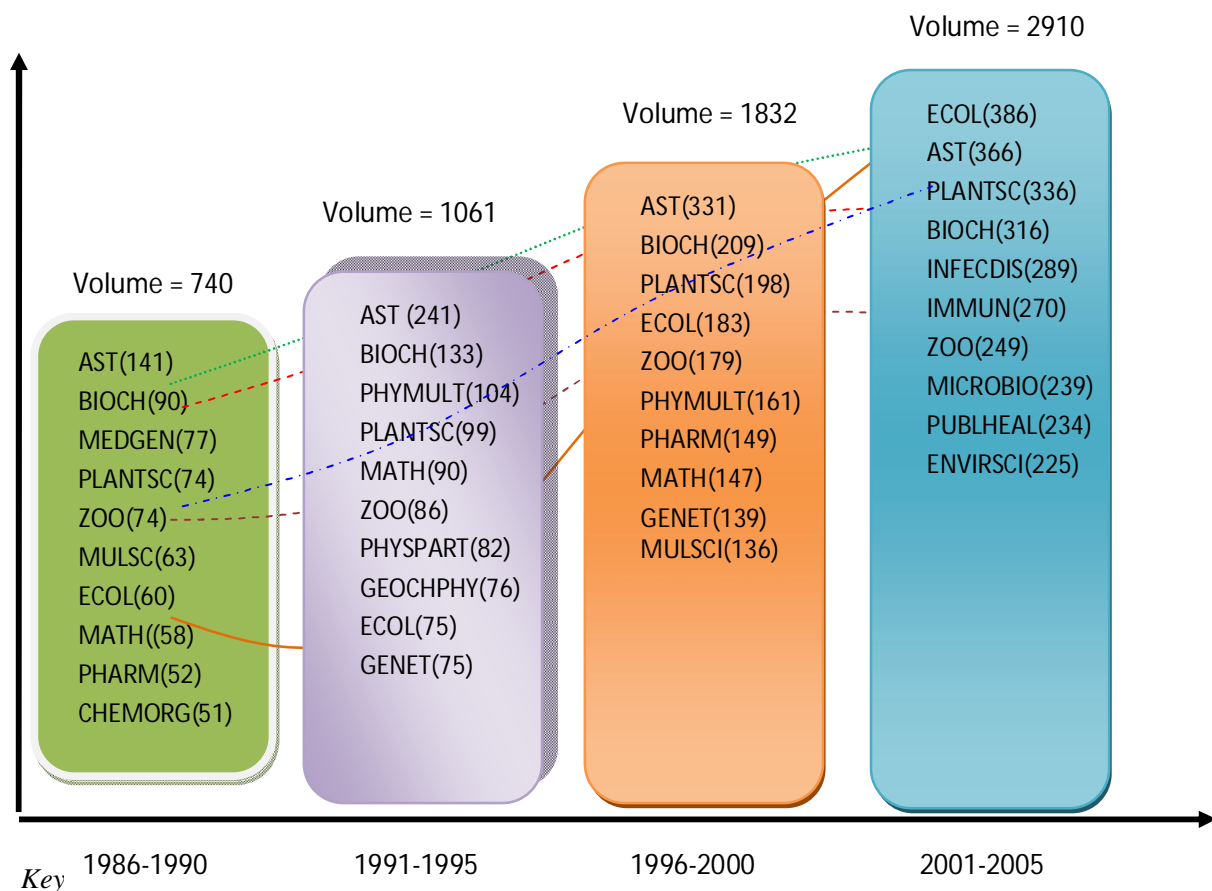 Volume = 740
AST(141)
BIOCH(90)
MEDGEN(77)
PLANTSC(74)
ZOO(74)
MULSC(63)
ECOL(60)
MATH((58)
PHARM(52)
CHEMORG(51)
Volume = 1061
AST (241)
BIOCH(133)
PHYMULT(104)
PLANTSC(99)
MATH(90)
ZOO(86)
PHYSPART(82)
GEOCHPHY(76)
ECOL(75)
GENET(75)
Volume = 1832
AST(331)
BIOCH(209)
PLANTSC(198)
ECOL(183)
ZOO(179)
PHYMULT(161)
PHARM(149)
MATH(147)
GENET(139)
MULSCI(136)
Volume = 2910
ECOL(386)
AST(366)
PLANTSC(336)
BIOCH(316)
INFECDIS(289)
IMMUN(270)
ZOO(249)
MICROBIO(239)
PUBLHEAL(234)
ENVIRSCI(225)
1986-1990 1991-1995 1996-2000 2001-2005
Key